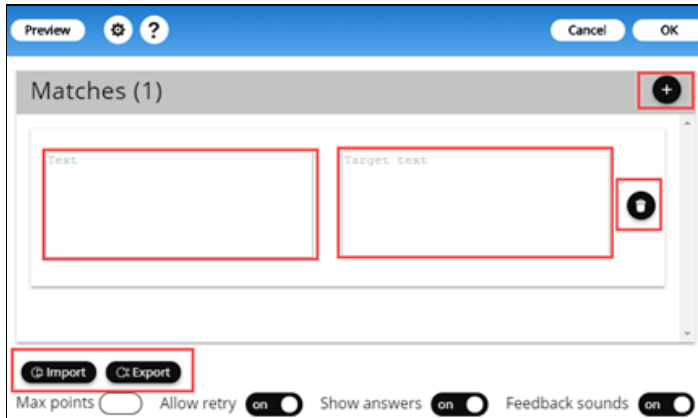 Preview ? Cancel OK
Matches (1) +
Text Target text
Import Export
Max points Allow retry on Show answers on Feedback sounds on